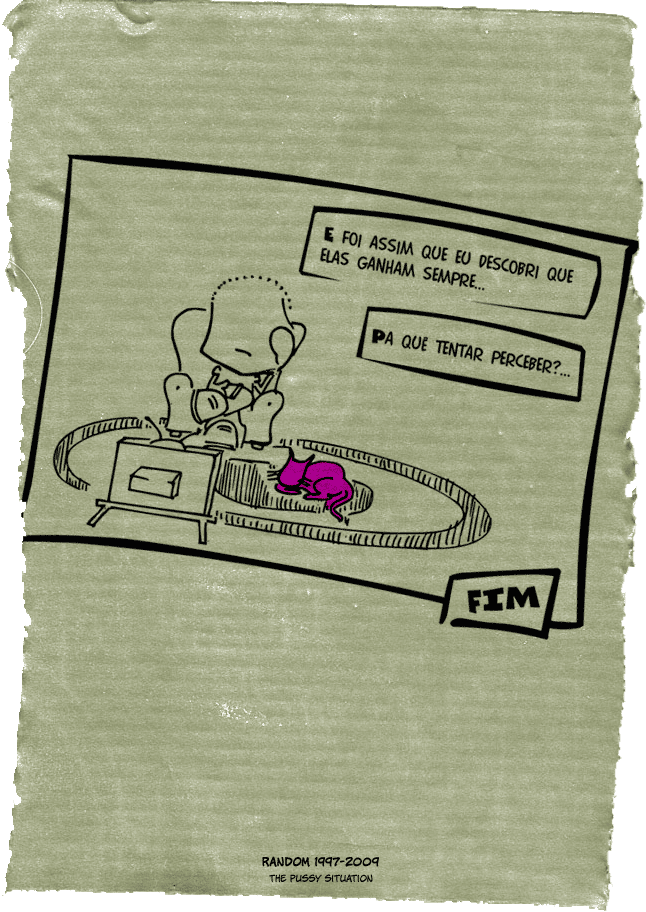 E FOI ASSIM QUE EU DESCOBRI QUE
ELAS GANHAM SEMPRE...
PA QUE TENTAR PERCEBER?...
FIM
RANDOM 1997-2009
THE PUSSY SITUATION